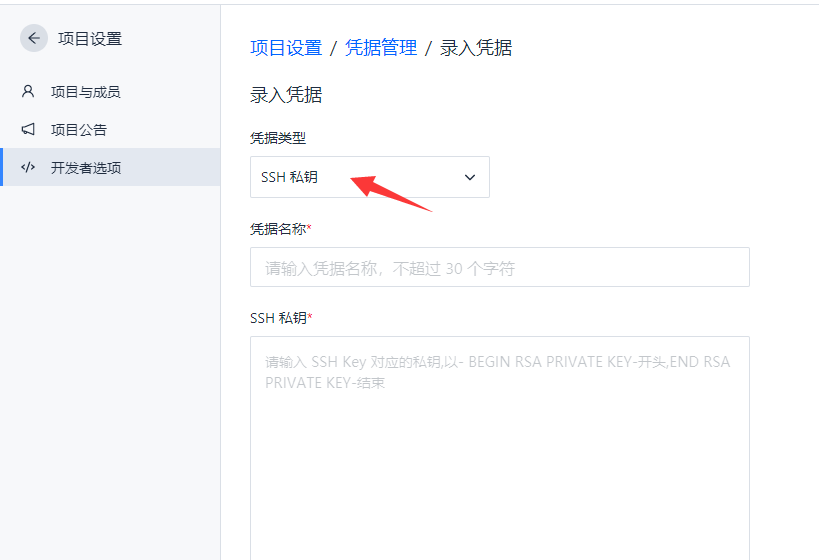 项目设置
项目与成员
项目公告
开发者选项
项目设置 / 凭据管理 / 录入凭据
录入凭据
凭据类型
SSH 私钥
凭据名称*
请输入凭据名称，不超过 30 个字符
SSH 私钥*
请输入 SSH Key 对应的私钥,以- BEGIN RSA PRIVATE KEY-开头,END RSA
PRIVATE KEY-结束